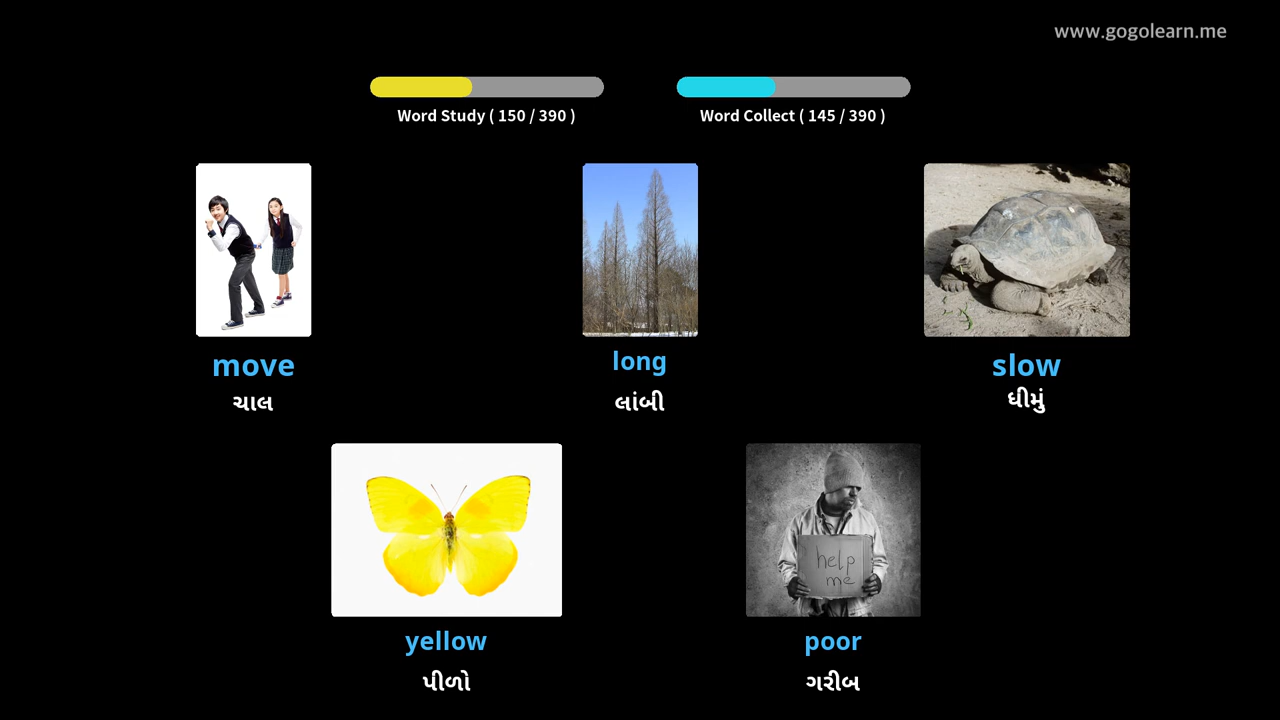 www.gogolearn.me
Word Study ( 150 / 390 )
Word Collect ( 145 / 390 )
move
ચાલ
long
લાંબી
slow
ધીમું
help
me
yellow
પીળો
poor
ગરીબ